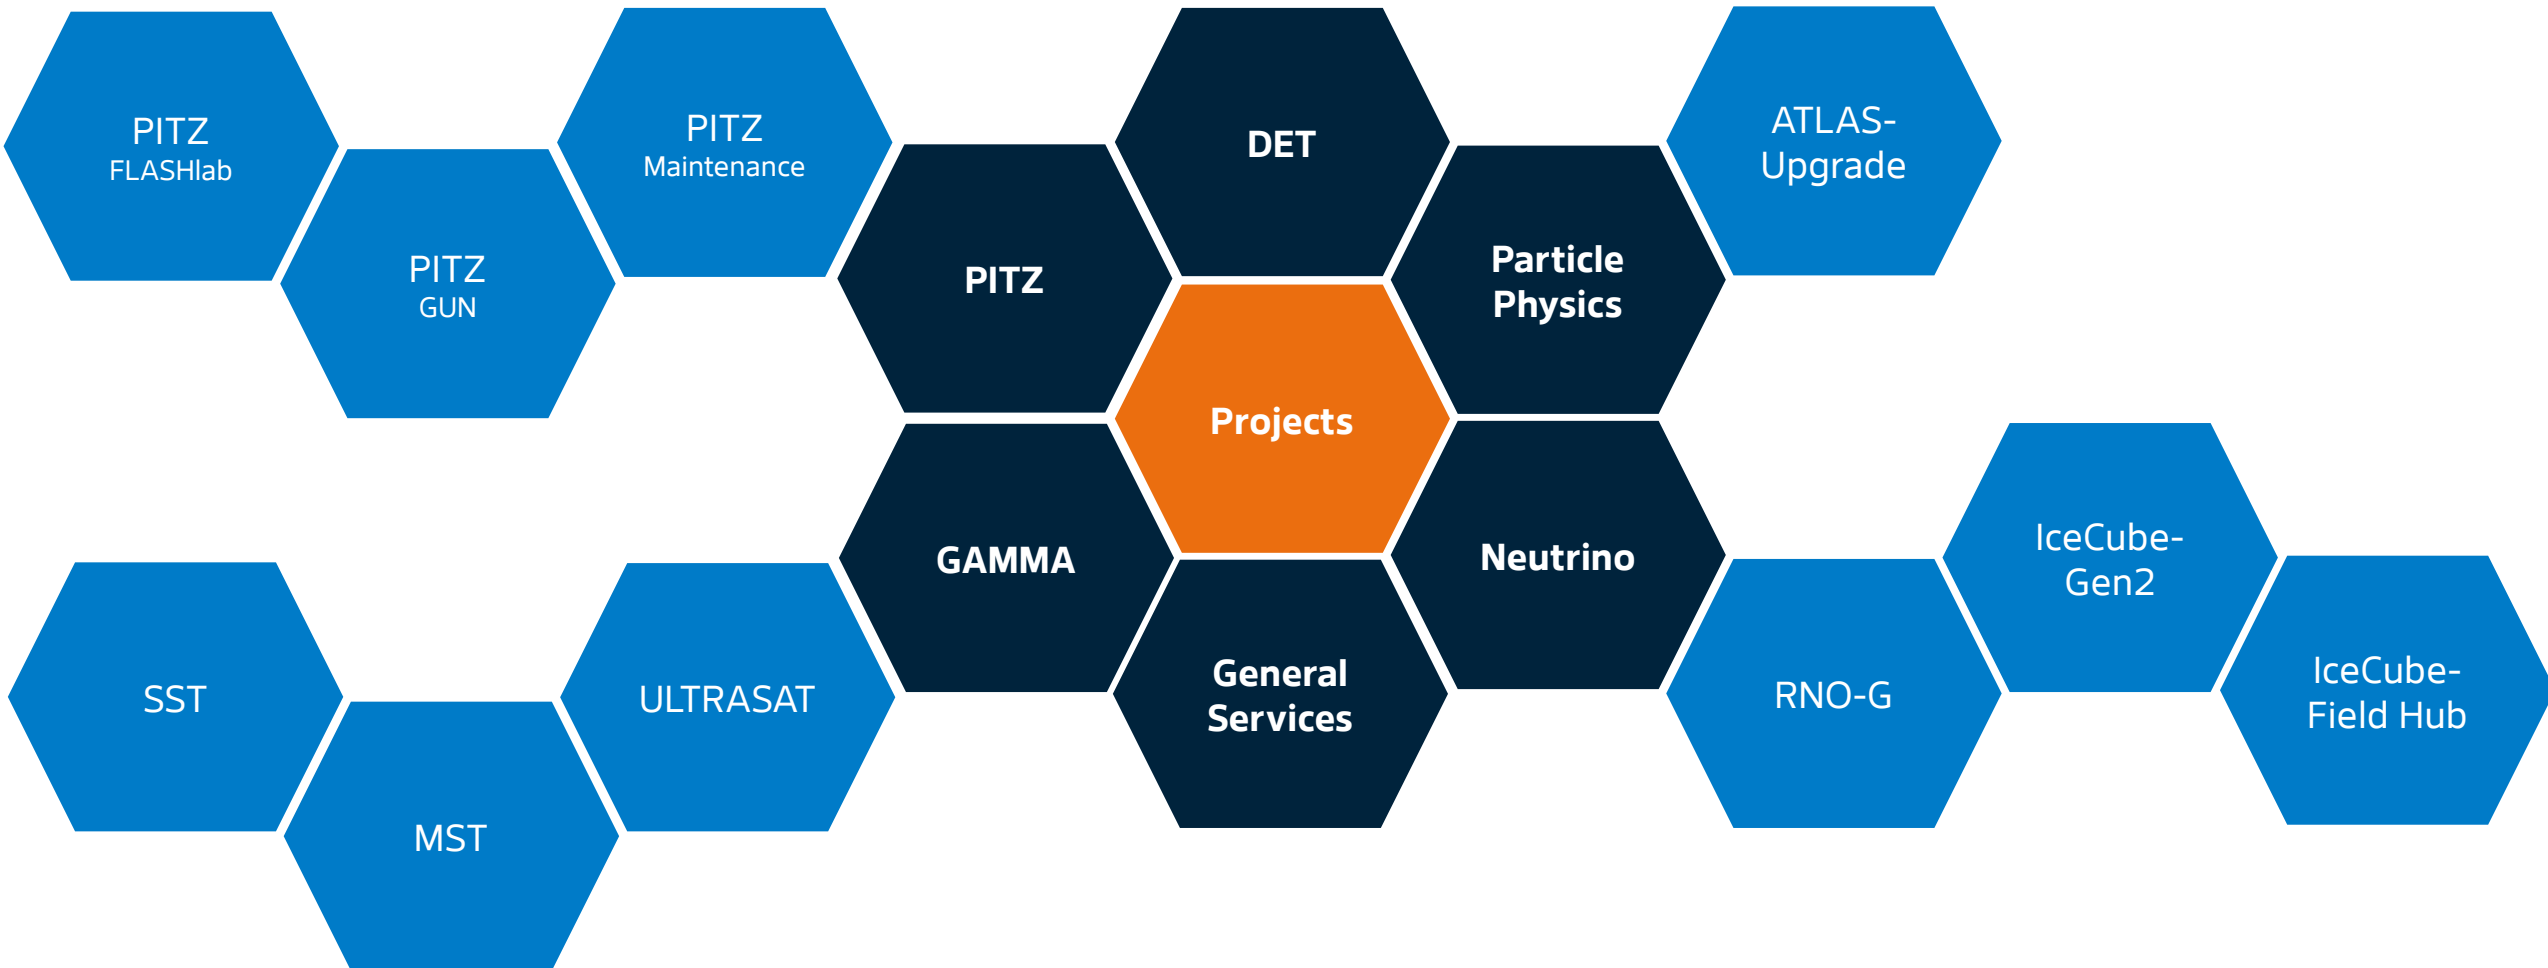 PITZ
FLASHlab
PITZ
GUN
PITZ
Maintenance
PITZ
DET
Particle
Physics
ATLAS-
Upgrade
Projects
GAMMA
Neutrino
General
Services
SST
MST
ULTRASAT
RNO-G
IceCube-
Gen2
IceCube-
Field Hub